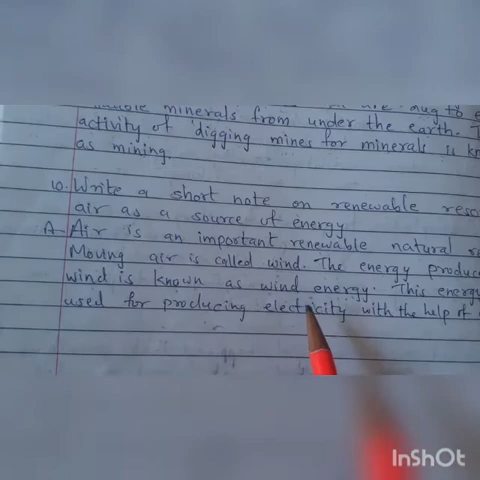 minerals from under the earth.
activity of digging mines for minerals is
as mining.
10. Write a short note on renewable
air as a source of energy
A. Air is an important renewable natural
Moving air is called wind. The energy
wind is known as wind energy. This energy
used for producing electricity with the help of
InShOt